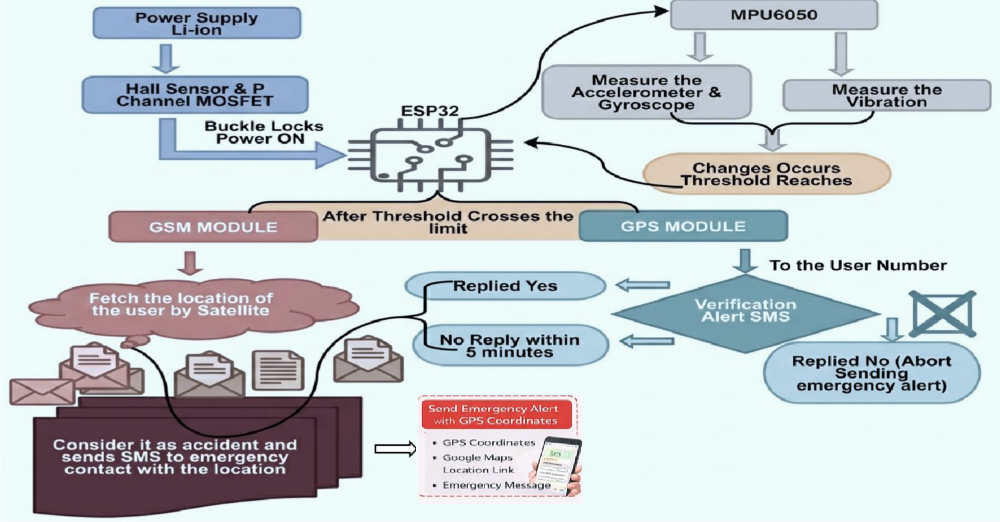 Power Supply
Li-ion
MPU6050
Hall Sensor & P
Channel MOSFET
Measure the
Accelerometer &
Gyroscope
Measure the
Vibration
Buckle Locks
Power ON
ESP32
Changes Occurs
Threshold Reaches
GSM MODULE
After Threshold Crosses the
limit
GPS MODULE
To the User Number
Fetch the location of
the user by Satellite
Replied Yes
Verification
Alert SMS
No Reply within
5 minutes
Replied No (Abort
Sending
emergency alert)
Consider it as accident and
sends SMS to emergency
contact with the location
Send Emergency Alert
with GPS Coordinates
• GPS Coordinates
• Google Maps
Location Link
• Emergency Message